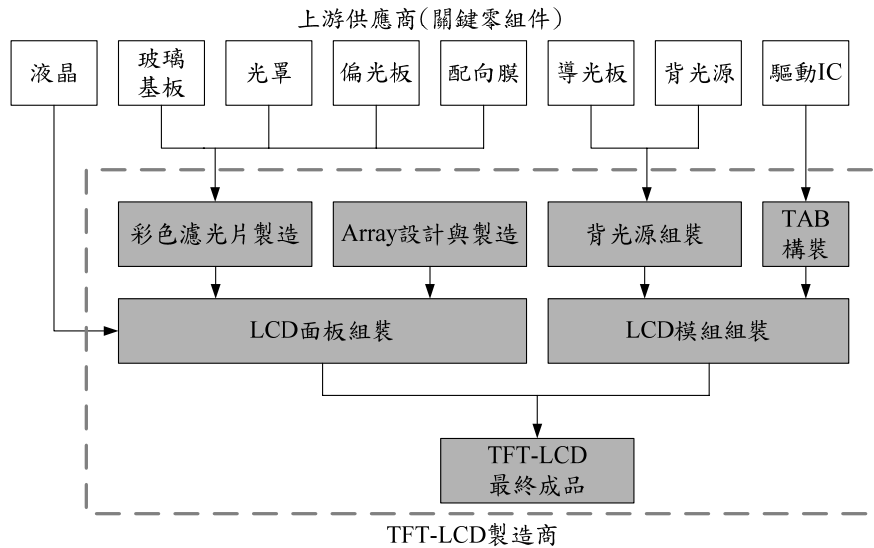 上游供應商(關鍵零組件)
液晶
玻璃
基板
光罩
偏光板
配向膜
導光板
背光源
驅動IC
彩色濾光片製造
Array設計與製造
背光源組裝
TAB
構裝
LCD面板組裝
LCD模組組裝
TFT-LCD
最終成品
TFT-LCD製造商